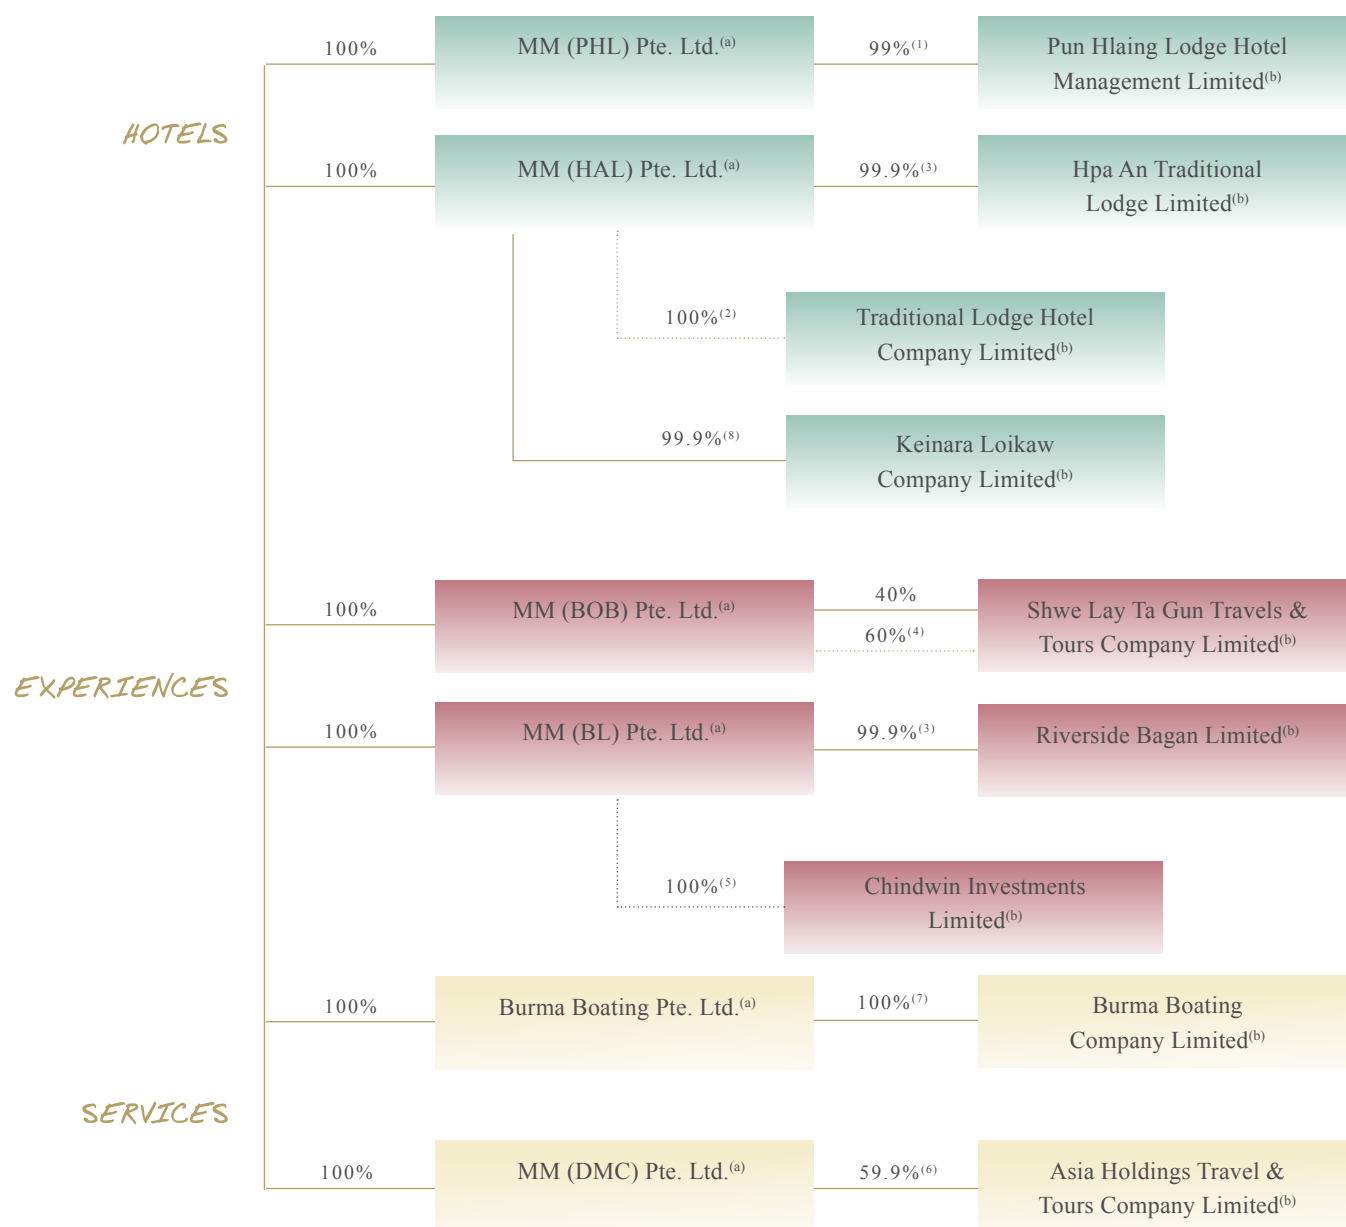 HOTELS
100%
MM (PHL) Pte. Ltd.(a)
99%(1)
Pun Hlaing Lodge Hotel
Management Limited(b)
100%
MM (HAL) Pte. Ltd.(a)
99.9%(3)
Hpa An Traditional
Lodge Limited(b)
100%(2)
Traditional Lodge Hotel
Company Limited(b)
99.9%(8)
Keinara Loikaw
Company Limited(b)
EXPERIENCES
100%
MM (BOB) Pte. Ltd.(a)
40%
60%(4)
Shwe Lay Ta Gun Travels &
Tours Company Limited(b)
100%
MM (BL) Pte. Ltd.(a)
99.9%(3)
Riverside Bagan Limited(b)
100%(5)
Chindwin Investments
Limited(b)
SERVICES
100%
Burma Boating Pte. Ltd.(a)
100%(7)
Burma Boating
Company Limited(b)
100%
MM (DMC) Pte. Ltd.(a)
59.9%(6)
Asia Holdings Travel &
Tours Company Limited(b)